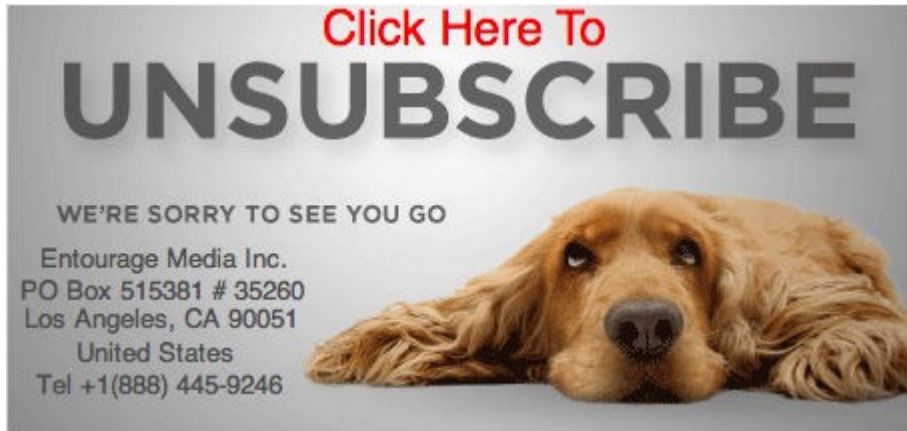 Click Here To
UNSUBSCRIBE
WE'RE SORRY TO SEE YOU GO
Entourage Media Inc.
PO Box 515381 # 35260
Los Angeles, CA 90051
United States
Tel +1(888) 445-9246